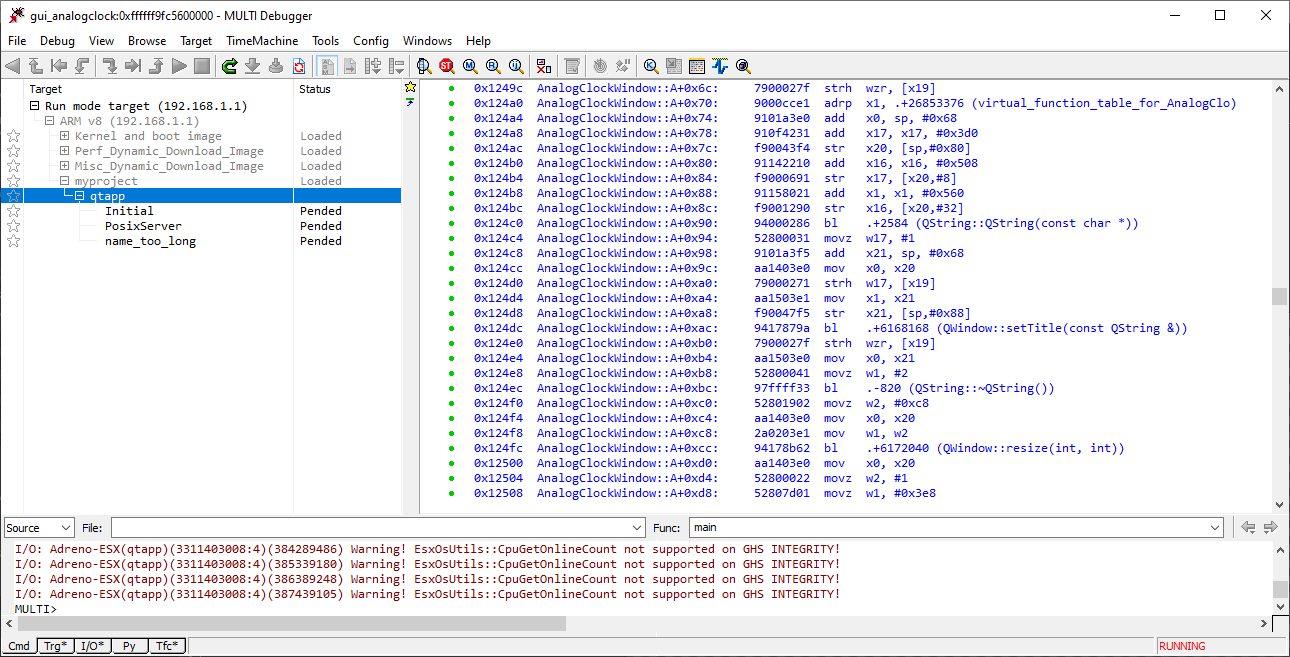 gui_analogclock:0xffffff9fc5600000 - MULTI Debugger
File Debug View Browse Target TimeMachine Tools Config Windows Help
Target Status
Run mode target (192.168.1.1)
ARM v8 (192.168.1.1)
Kernel and boot image Loaded
Perf_Dynamic_Download_Image Loaded
Misc_Dynamic_Download_Image Loaded
myproject Loaded
qtapp
Initial Pended
PosixServer Pended
name_too_long Pended
0x1249c AnalogClockWindow::A+0x6c: 7900027f strh wzr, [x19]
0x124a0 AnalogClockWindow::A+0x70: 9000cce1 adrp x1, .+26853376 (virtual_function_table_for_AnalogClo)
0x124a4 AnalogClockWindow::A+0x74: 9101a3e0 add x0, sp, #0x68
0x124a8 AnalogClockWindow::A+0x78: 910f4231 add x17, x17, #0x3d0
0x124ac AnalogClockWindow::A+0x7c: f90043f4 str x20, [sp,#0x80]
0x124b0 AnalogClockWindow::A+0x80: 91142210 add x16, x16, #0x508
0x124b4 AnalogClockWindow::A+0x84: f9000691 str x17, [x20,#8]
0x124b8 AnalogClockWindow::A+0x88: 91158021 add x1, x1, #0x560
0x124bc AnalogClockWindow::A+0x8c: f9001290 str x16, [x20,#32]
0x124c0 AnalogClockWindow::A+0x90: 94000286 bl .+2584 (QString::QString(const char *))
0x124c4 AnalogClockWindow::A+0x94: 52800031 movz w17, #1
0x124c8 AnalogClockWindow::A+0x98: 9101a3f5 add x21, sp, #0x68
0x124cc AnalogClockWindow::A+0x9c: aa1403e0 mov x0, x20
0x124d0 AnalogClockWindow::A+0xa0: 79000271 strh w17, [x19]
0x124d4 AnalogClockWindow::A+0xa4: aa1503e1 mov x1, x21
0x124d8 AnalogClockWindow::A+0xa8: f90047f5 str x21, [sp,#0x88]
0x124dc AnalogClockWindow::A+0xac: 9417879a bl .+6168168 (QWindow::setTitle(const QString &))
0x124e0 AnalogClockWindow::A+0xb0: 7900027f strh wzr, [x19]
0x124e4 AnalogClockWindow::A+0xb4: aa1503e0 mov x0, x21
0x124e8 AnalogClockWindow::A+0xb8: 52800041 movz w1, #2
0x124ec AnalogClockWindow::A+0xbc: 97ffff33 bl .-820 (QString::~QString())
0x124f0 AnalogClockWindow::A+0xc0: 52801902 movz w2, #0xc8
0x124f4 AnalogClockWindow::A+0xc4: aa1403e0 mov x0, x20
0x124f8 AnalogClockWindow::A+0xc8: 2a0203e1 mov w1, w2
0x124fc AnalogClockWindow::A+0xcc: 94178b62 bl .+6172040 (QWindow::resize(int, int))
0x12500 AnalogClockWindow::A+0xd0: aa1403e0 mov x0, x20
0x12504 AnalogClockWindow::A+0xd4: 52800022 movz w2, #1
0x12508 AnalogClockWindow::A+0xd8: 52807d01 movz w1, #0x3e8
Source File: Func: main
I/O: Adreno-ESX(qtapp)(3311403008:4)(384289486) Warning! EsxOsUtils::CpuGetOnlineCount not supported on GHS INTEGRITY!
I/O: Adreno-ESX(qtapp)(3311403008:4)(385339180) Warning! EsxOsUtils::CpuGetOnlineCount not supported on GHS INTEGRITY!
I/O: Adreno-ESX(qtapp)(3311403008:4)(386389248) Warning! EsxOsUtils::CpuGetOnlineCount not supported on GHS INTEGRITY!
I/O: Adreno-ESX(qtapp)(3311403008:4)(387439105) Warning! EsxOsUtils::CpuGetOnlineCount not supported on GHS INTEGRITY!
MULTI>
Cmd Trg* I/O* Py Tfc* RUNNING